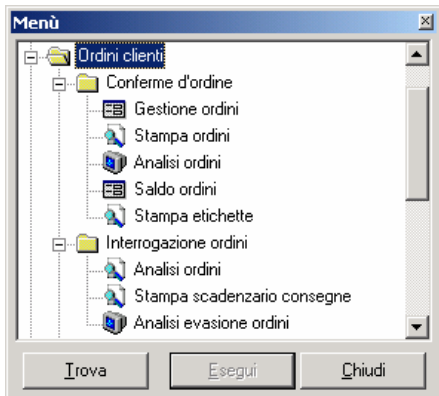 Menù
Ordini clienti
Conferme d'ordine
Gestione ordini
Stampa ordini
Analisi ordini
Saldo ordini
Stampa etichette
Interrogazione ordini
Analisi ordini
Stampa scadenzario consegne
Analisi evasione ordini
Trova Esegui Chiudi